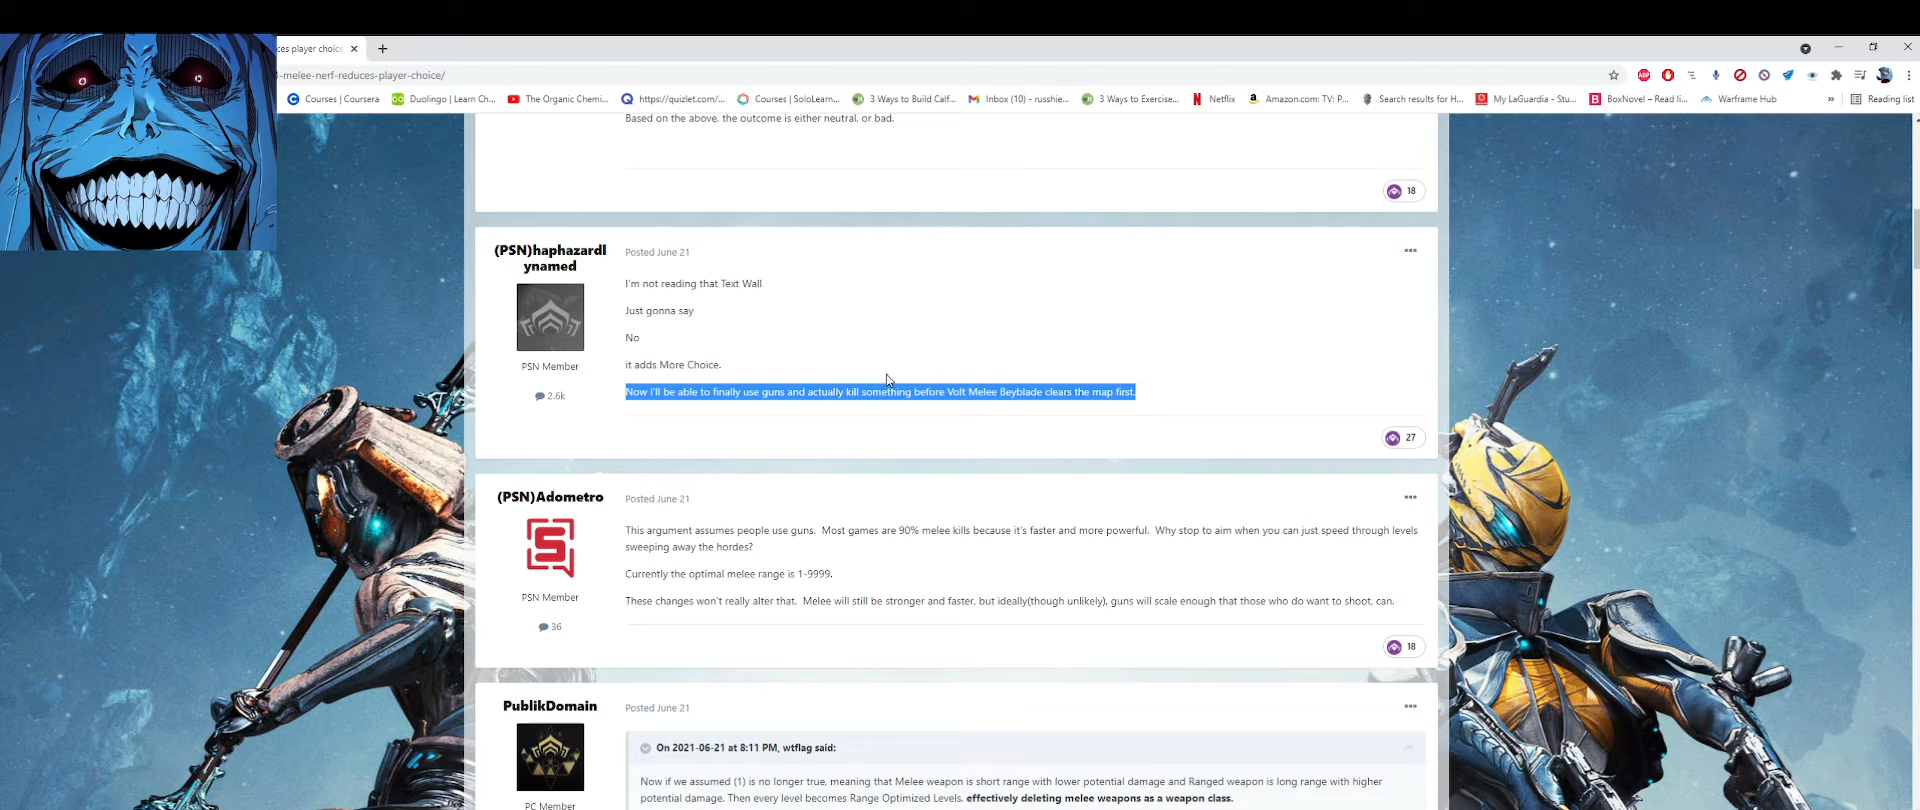 ces player choice
3-melee-nerf-reduces-player-choice/
Courses | Coursera
Duolingo | Learn Ch...
The Organic Chemi...
https://quizlet.com/...
Courses | SoloLearn...
3 Ways to Build Calf...
Inbox (10) - russhie...
3 Ways to Exercise...
Netflix
Amazon.com: TV: P...
Search results for H...
My LaGuardia - Stu...
BoxNovel – Read li...
Warframe Hub
»
Reading list
Based on the above, the outcome is either neutral, or bad.
18
(PSN)haphazardl
ynamed
Posted June 21
I'm not reading that Text Wall
Just gonna say
No
it adds More Choice.
Now I'll be able to finally use guns and actually kill something before Volt Melee Beyblade clears the map first.
PSN Member
2.6k
27
(PSN)Adometro
Posted June 21
This argument assumes people use guns. Most games are 90% melee kills because it's faster and more powerful. Why stop to aim when you can just speed through levels
sweeping away the hordes?
Currently the optimal melee range is 1-9999.
These changes won't really alter that. Melee will still be stronger and faster, but ideally(though unlikely), guns will scale enough that those who do want to shoot, can.
PSN Member
36
18
PublikDomain
Posted June 21
On 2021-06-21 at 8:11 PM, wtflag said:
Now if we assumed (1) is no longer true, meaning that Melee weapon is short range with lower potential damage and Ranged weapon is long range with higher
potential damage. Then every level becomes Range Optimized Levels, effectively deleting melee weapons as a weapon class.
PC Member